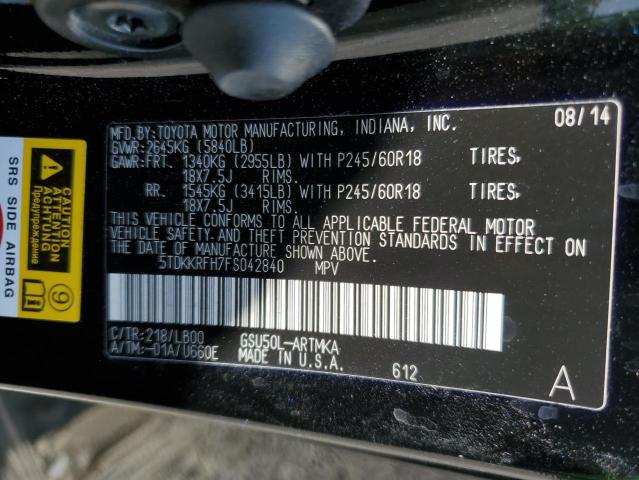 MFD.BY:TOYOTA MOTOR MANUFACTURING, INDIANA, INC. 08/14
GVWR:2645KG (5840LB)
GAWR:FRT. 1340KG (2955LB) WITH P245/60R18 TIRES,
18X7.5J RIMS.
RR. 1545KG (3415LB) WITH P245/60R18 TIRES,
18X7.5J RIMS.
THIS VEHICLE CONFORMS TO ALL APPLICABLE FEDERAL MOTOR
VEHICLE SAFETY AND THEFT PREVENTION STANDARDS IN EFFECT ON
THE DATE OF MANUFACTURE SHOWN ABOVE.
5TDKKRFH7FS042840 MPV
C/TR:218/LB00 GSU50L-ARTMKA
A/TM:-01A/U660E MADE IN U.S.A.
612
A
SRS SIDE AIRBAG
CAUTION
ATTENTION
ACHTUNG
Предупреждение
9